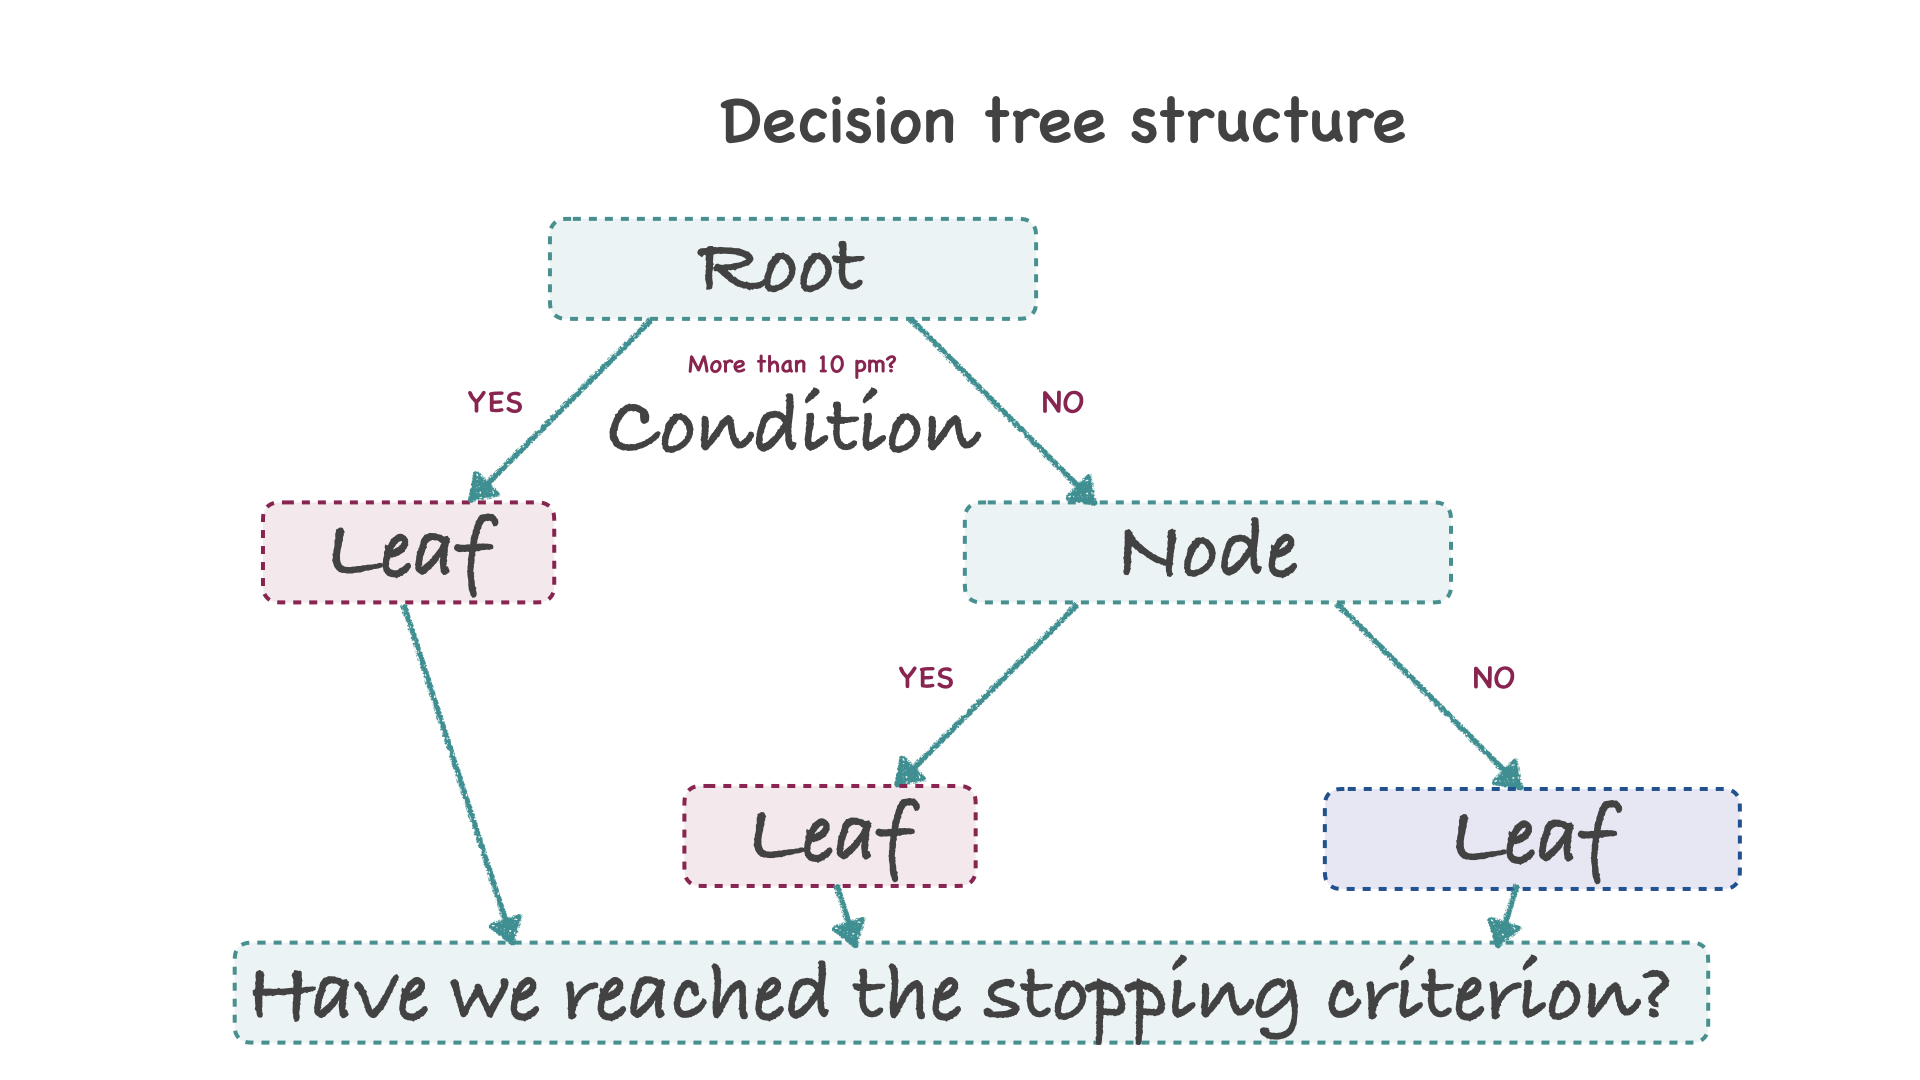 Decision tree structure
Root
More than 10 pm?
YES
NO
Condition
Leaf
Node
YES
NO
Leaf
Leaf
Have we reached the stopping criterion?